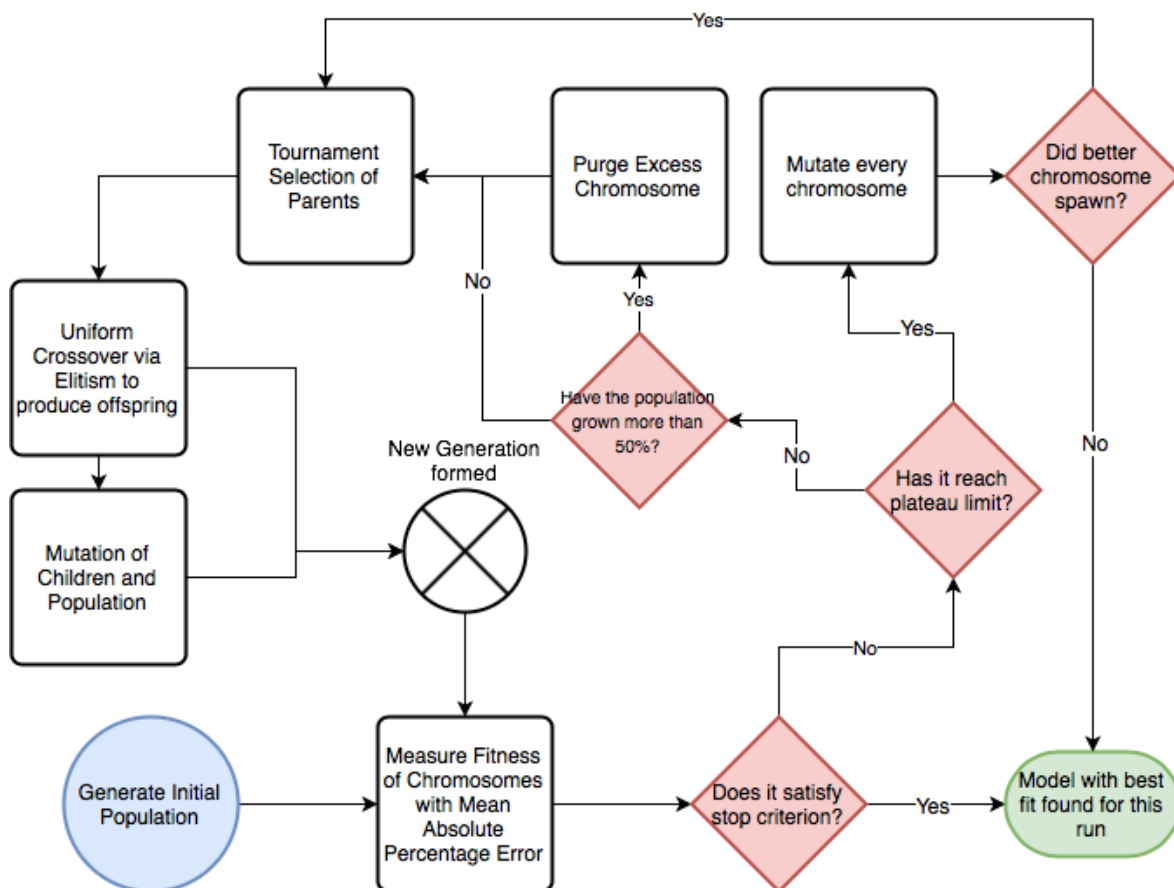 Yes
Tournament
Selection of
Parents
Purge Excess
Chromosome
Mutate every
chromosome
Did better
chromosome
spawn?
No
Yes
Yes
No
Uniform
Crossover via
Elitism to
produce offspring
Have the population
grown more than
50%?
No
Has it reach
plateau limit?
New Generation
formed
Mutation of
Children and
Population
No
Generate Initial
Population
Measure Fitness
of Chromosomes
with Mean
Absolute
Percentage Error
Does it satisfy
stop criterion?
Yes
Model with best
fit found for this
run